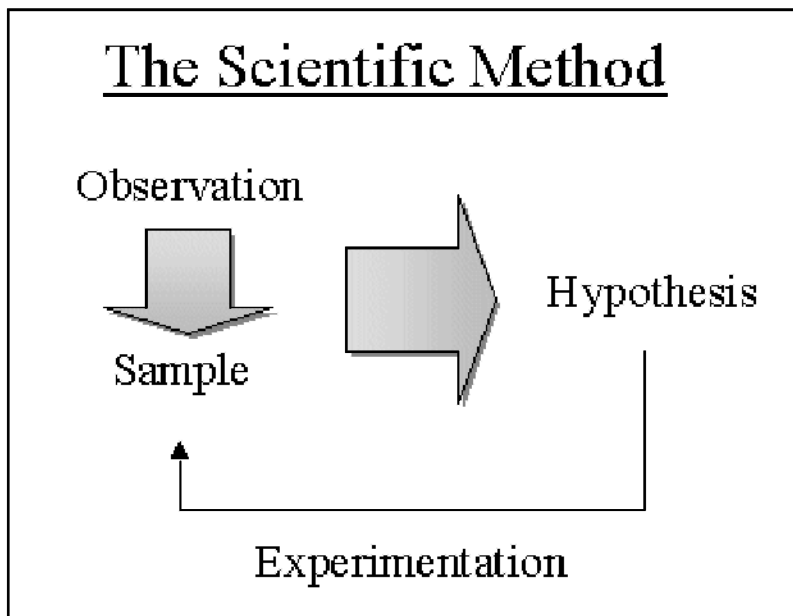 The Scientific Method
Observation
Sample
Hypothesis
Experimentation